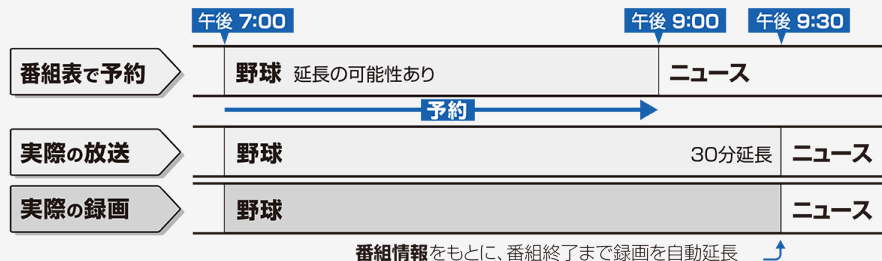 午後 7:00 午後 9:00 午後 9:30
番組表で予約 野球 延長の可能性あり ニュース
予約
実際の放送 野球 30分延長 ニュース
実際の録画 野球 ニュース
番組情報をもとに、番組終了まで録画を自動延長